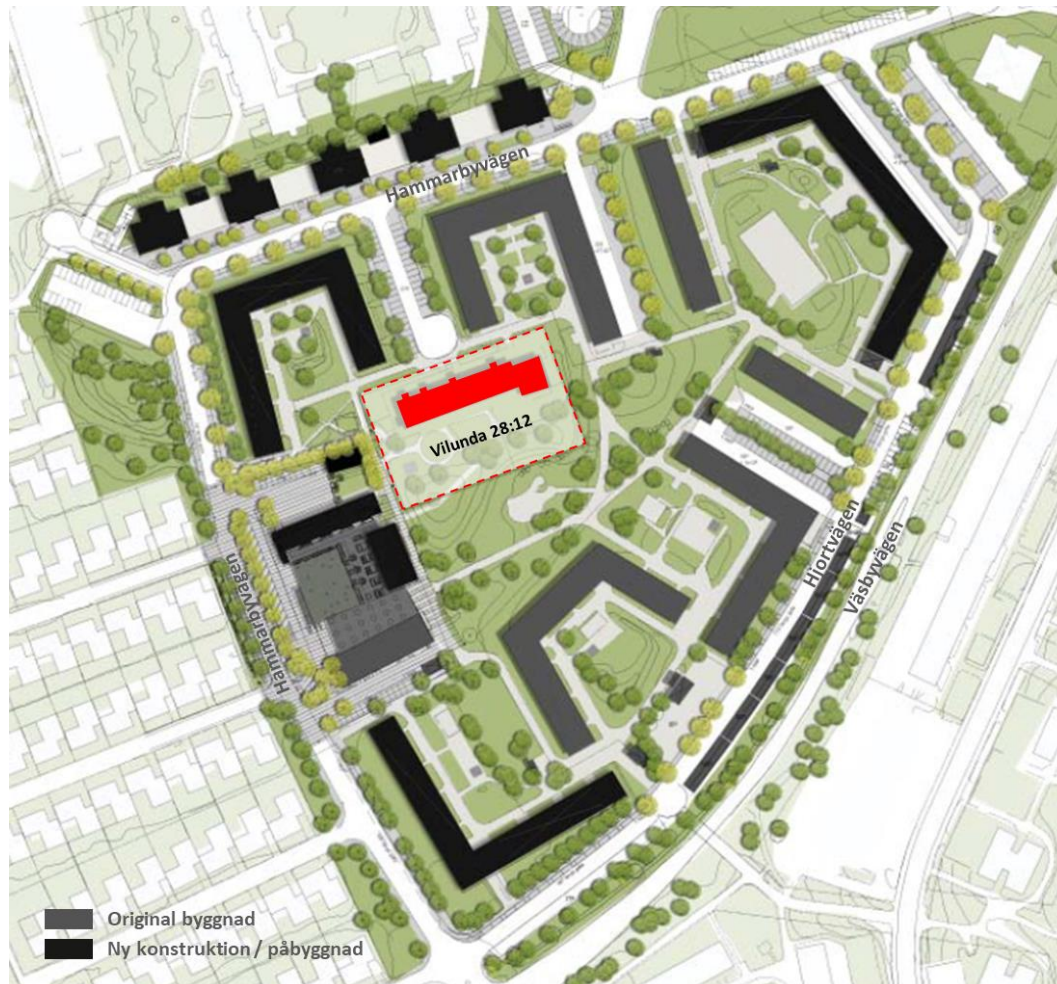 Hammarbyvägen
Vilunda 28:12
Hjortvägen
Väsbyvägen
Hammarbyvägen
Original byggnad
Ny konstruktion / påbyggnad